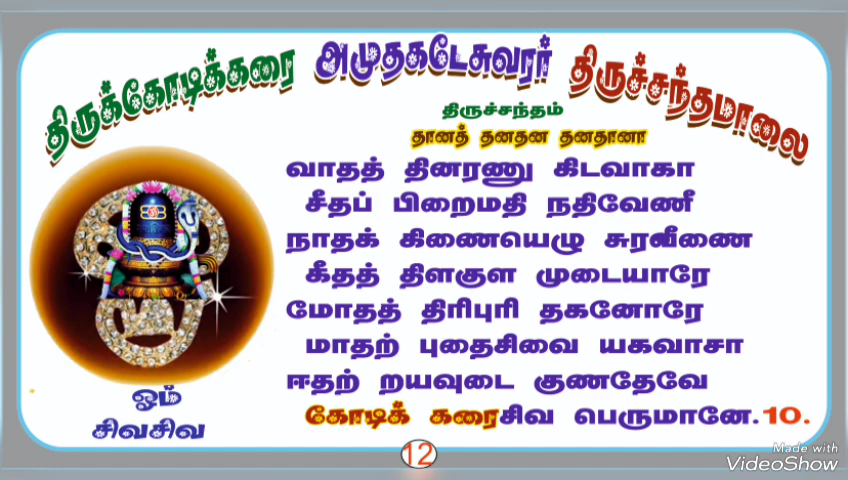 திருக்கோடிக்கரை அமுதகடேசுவரர் திருச்சந்தமாலை
திருச்சந்தம்
தானத் தனதன தனதானா
வாதத் தினரணு கிடவாகா
சீதப் பிறைமதி நதிவேணீ
நாதக் கிணையெழு சுரவீணை
கீதத் திளகுள முடையாரே
மோதத் திரிபுரி தகனோரே
மாதற் புதைசிவை யகவாசா
ஈதற் றயவுடை குணதேவே
கோடிக் கரைசிவ பெருமானே.10.
ஓம்
சிவசிவ
12
Made with
VideoShow